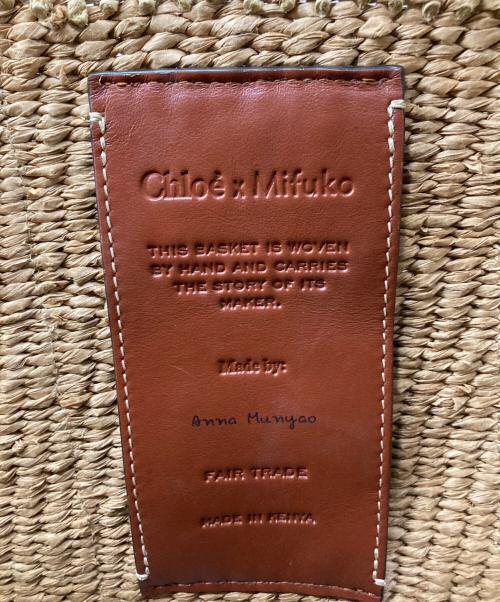 Chloé x Mifuko
THIS BASKET IS WOVEN
BY HAND AND CARRIES
THE STORY OF ITS
MAKER.
Made by:
Anna Munyao
FAIR TRADE
MADE IN KENYA